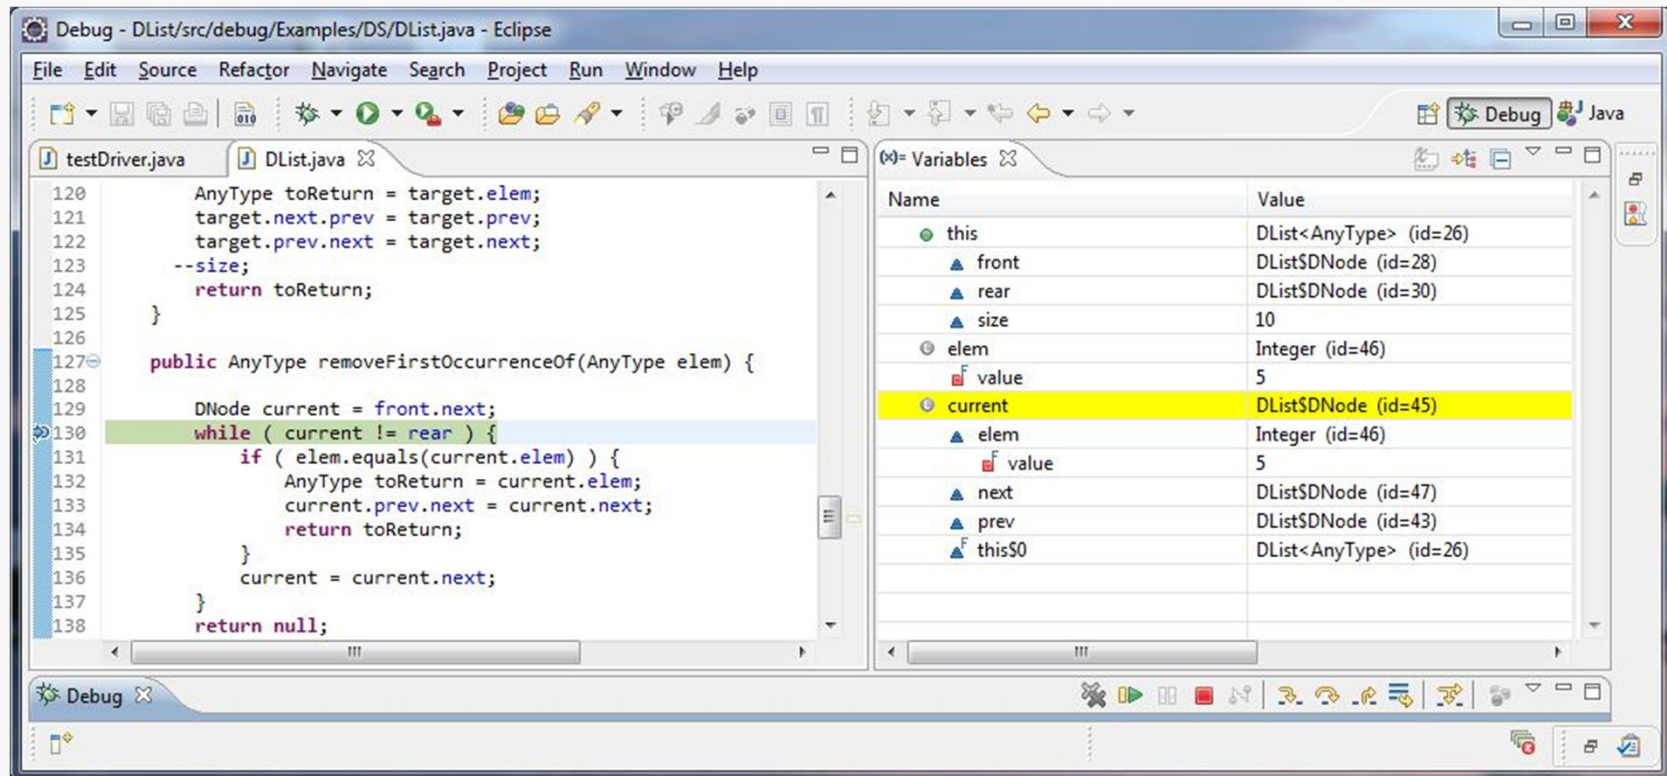 Debug - DList/src/debug/Examples/DS/DList.java - Eclipse
File Edit Source Refactor Navigate Search Project Run Window Help
010
Debug Java
testDriver.java DList.java
120 AnyType toReturn = target.elem;
121 target.next.prev = target.prev;
122 target.prev.next = target.next;
123 --size;
124 return toReturn;
125 }
126
127 public AnyType removeFirstOccurrenceOf(AnyType elem) {
128
129 DNode current = front.next;
130 while ( current != rear ) {
131 if ( elem.equals(current.elem) ) {
132 AnyType toReturn = current.elem;
133 current.prev.next = current.next;
134 return toReturn;
135 }
136 current = current.next;
137 }
138 return null;
(x)= Variables
Name Value
this DList<AnyType> (id=26)
front DList$DNode (id=28)
rear DList$DNode (id=30)
size 10
elem Integer (id=46)
value 5
current DList$DNode (id=45)
elem Integer (id=46)
value 5
next DList$DNode (id=47)
prev DList$DNode (id=43)
this$0 DList<AnyType> (id=26)
Debug